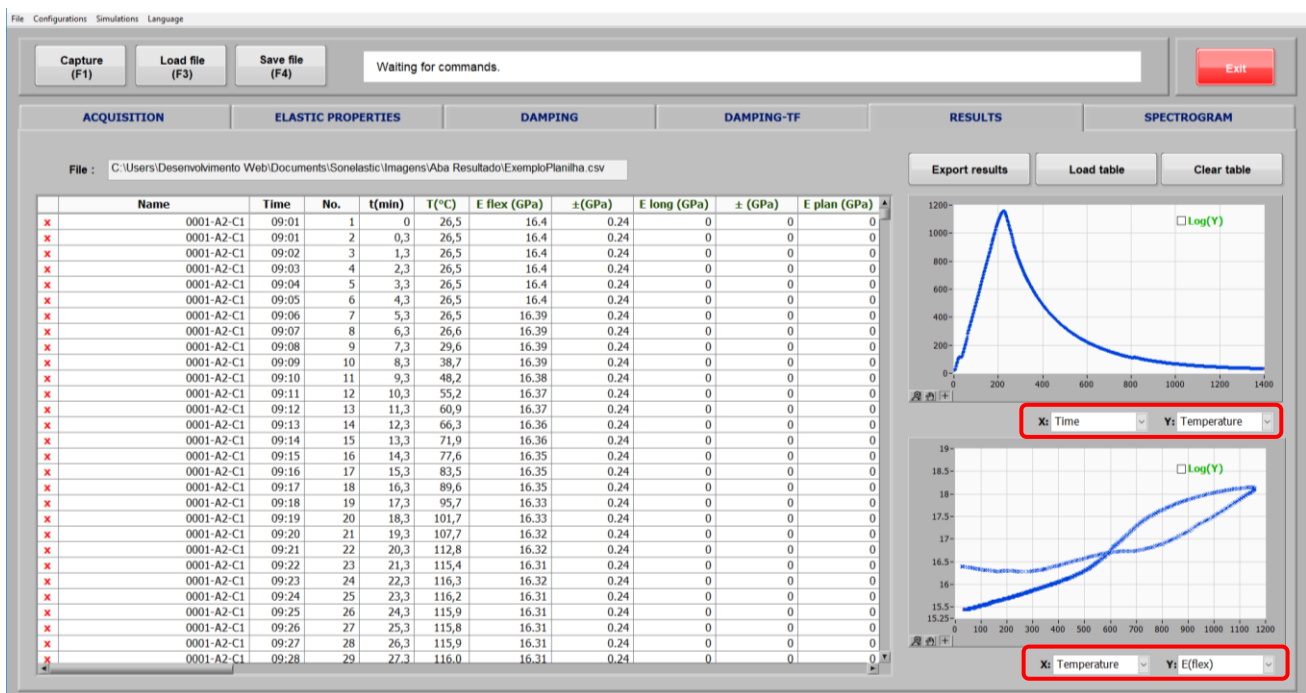 File Configurations Simulations Language
Capture (F1) Load file (F3) Save file (F4) Waiting for commands. Exit
ACQUISITION ELASTIC PROPERTIES DAMPING DAMPING-TF RESULTS SPECTROGRAM
File : C:\Users\Desenvolvimento Web\Documents\Sonelastic\Imagens\Aba Resultado\ExemploPlanilha.csv
Export results Load table Clear table
Name Time No. t(min) T(°C) E flex (GPa) ±(GPa) E long (GPa) ± (GPa) E plan (GPa)
x 0001-A2-C1 09:01 1 0 26,5 16.4 0.24 0 0 0
x 0001-A2-C1 09:01 2 0,3 26,5 16.4 0.24 0 0 0
x 0001-A2-C1 09:02 3 1,3 26,5 16.4 0.24 0 0 0
x 0001-A2-C1 09:03 4 2,3 26,5 16.4 0.24 0 0 0
x 0001-A2-C1 09:04 5 3,3 26,5 16.4 0.24 0 0 0
x 0001-A2-C1 09:05 6 4,3 26,5 16.4 0.24 0 0 0
x 0001-A2-C1 09:06 7 5,3 26,5 16.39 0.24 0 0 0
x 0001-A2-C1 09:07 8 6,3 26,6 16.39 0.24 0 0 0
x 0001-A2-C1 09:08 9 7,3 29,6 16.39 0.24 0 0 0
x 0001-A2-C1 09:09 10 8,3 38,7 16.39 0.24 0 0 0
x 0001-A2-C1 09:10 11 9,3 48,2 16.38 0.24 0 0 0
x 0001-A2-C1 09:11 12 10,3 55,2 16.37 0.24 0 0 0
x 0001-A2-C1 09:12 13 11,3 60,9 16.37 0.24 0 0 0
x 0001-A2-C1 09:13 14 12,3 66,3 16.36 0.24 0 0 0
x 0001-A2-C1 09:14 15 13,3 71,9 16.36 0.24 0 0 0
x 0001-A2-C1 09:15 16 14,3 77,6 16.35 0.24 0 0 0
x 0001-A2-C1 09:16 17 15,3 83,5 16.35 0.24 0 0 0
x 0001-A2-C1 09:17 18 16,3 89,6 16.35 0.24 0 0 0
x 0001-A2-C1 09:18 19 17,3 95,7 16.33 0.24 0 0 0
x 0001-A2-C1 09:19 20 18,3 101,7 16.33 0.24 0 0 0
x 0001-A2-C1 09:20 21 19,3 107,7 16.32 0.24 0 0 0
x 0001-A2-C1 09:21 22 20,3 112,8 16.32 0.24 0 0 0
x 0001-A2-C1 09:22 23 21,3 115,4 16.31 0.24 0 0 0
x 0001-A2-C1 09:23 24 22,3 116,3 16.32 0.24 0 0 0
x 0001-A2-C1 09:24 25 23,3 116,2 16.31 0.24 0 0 0
x 0001-A2-C1 09:25 26 24,3 115,9 16.31 0.24 0 0 0
x 0001-A2-C1 09:26 27 25,3 115,8 16.31 0.24 0 0 0
x 0001-A2-C1 09:27 28 26,3 115,9 16.31 0.24 0 0 0
x 0001-A2-C1 09:28 29 27,3 116,0 16.31 0.24 0 0 0
1200
Log(Y)
1000
800
600
400
200
0
0 200 400 600 800 1000 1200 1400
X: Time Y: Temperature
19
18.5
Log(Y)
18
17.5
17
16.5
16
15.5
15.25
0 100 200 300 400 500 600 700 800 900 1000 1100 1200
X: Temperature Y: E(flex)